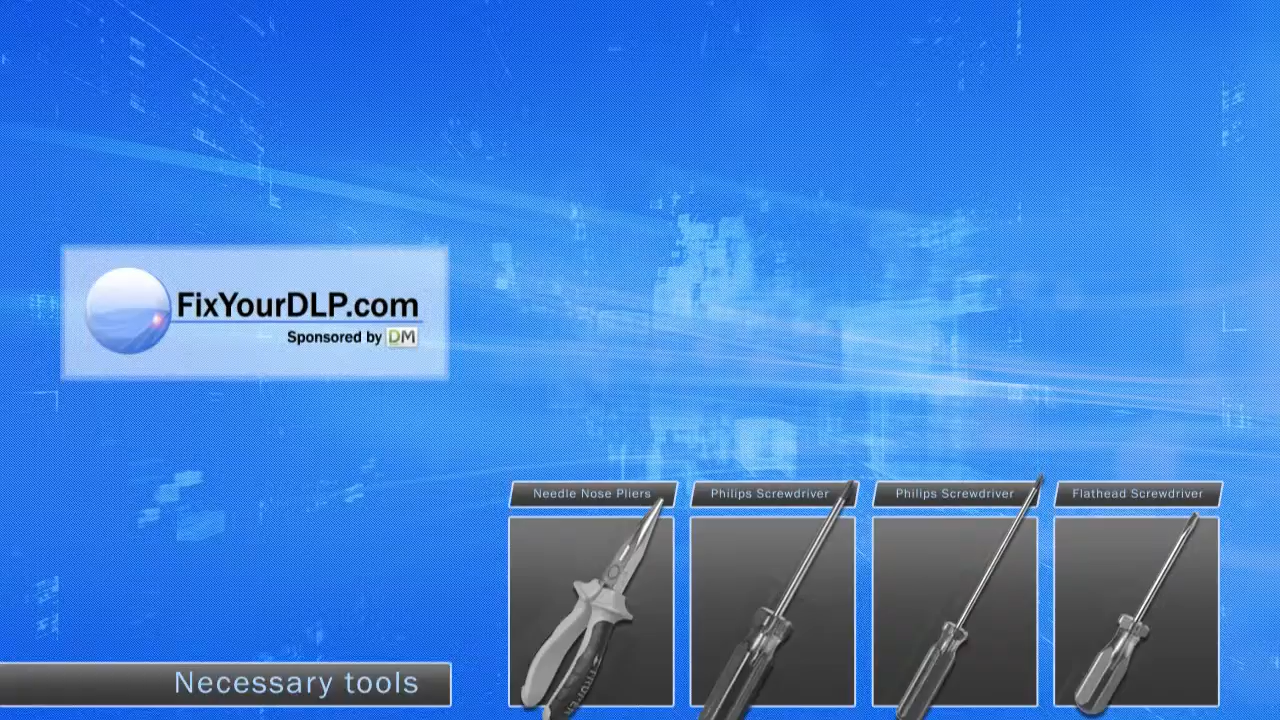 FixYourDLP.com
Sponsored by DM
Needle Nose Pliers
Philips Screwdriver
Philips Screwdriver
Flathead Screwdriver
Necessary tools